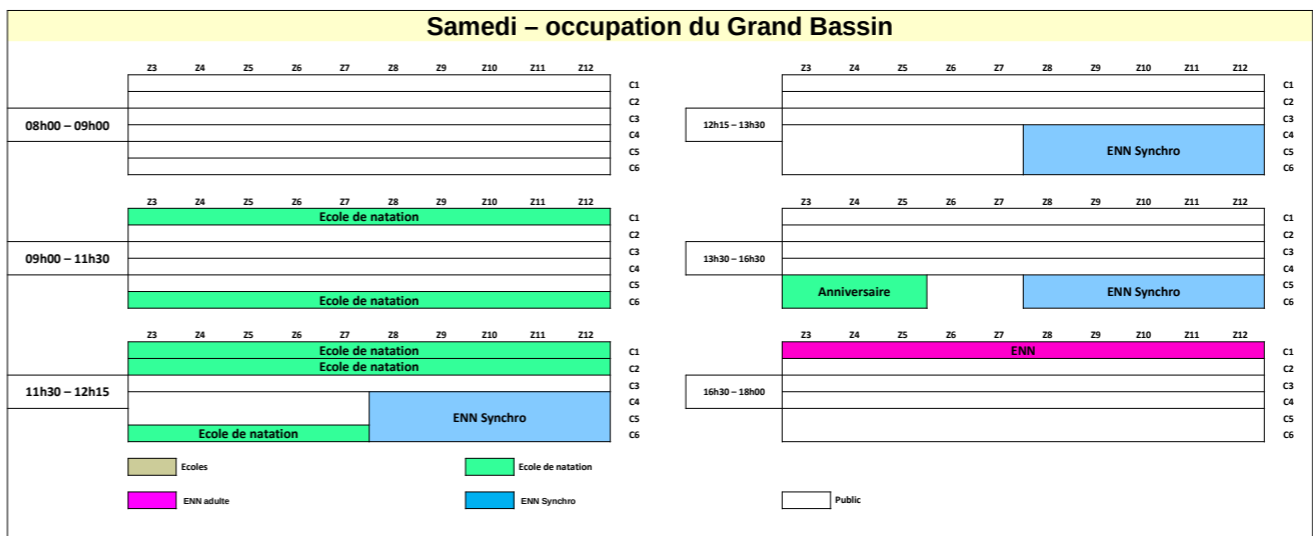 Samedi – occupation du Grand Bassin
Z3 Z4 Z5 Z6 Z7 Z8 Z9 Z10 Z11 Z12
C1
C2
C3
08h00 – 09h00
C4
C5
C6
Z3 Z4 Z5 Z6 Z7 Z8 Z9 Z10 Z11 Z12
Ecole de natation C1
C2
C3
09h00 – 11h30
C4
C5
Ecole de natation C6
Z3 Z4 Z5 Z6 Z7 Z8 Z9 Z10 Z11 Z12
Ecole de natation C1
Ecole de natation C2
C3
11h30 – 12h15
C4
ENN Synchro C5
Ecole de natation C6
Z3 Z4 Z5 Z6 Z7 Z8 Z9 Z10 Z11 Z12
C1
C2
C3
12h15 – 13h30
C4
ENN Synchro C5
C6
Z3 Z4 Z5 Z6 Z7 Z8 Z9 Z10 Z11 Z12
C1
C2
C3
13h30 – 16h30
C4
C5
Anniversaire ENN Synchro
C6
Z3 Z4 Z5 Z6 Z7 Z8 Z9 Z10 Z11 Z12
ENN C1
C2
C3
16h30 – 18h00
C4
C5
C6
Ecoles Ecole de natation
ENN adulte ENN Synchro Public